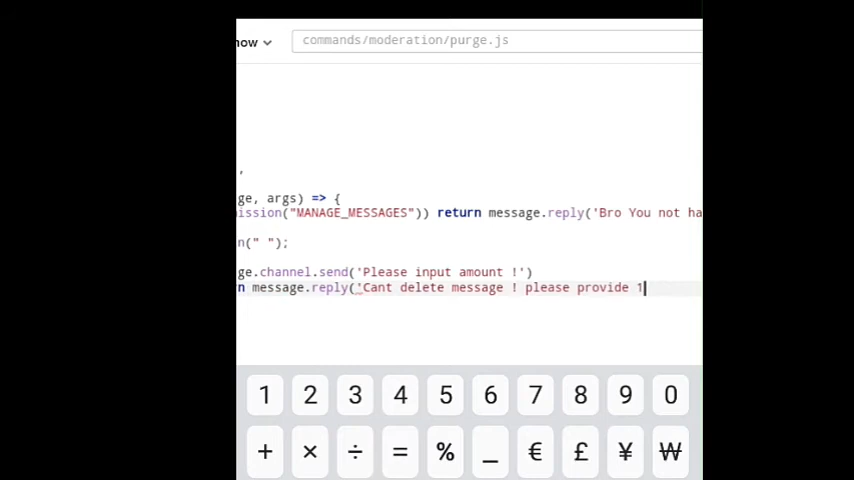 now
commands/moderation/purge.js
,
ge, args) => {
ission("MANAGE_MESSAGES")) return message.reply('Bro You not ha
n(" ");
ge.channel.send('Please input amount !')
n message.reply('Cant delete message ! please provide 1
1 2 3 4 5 6 7 8 9 0
+ × ÷ = % _ € £ ¥ ₩